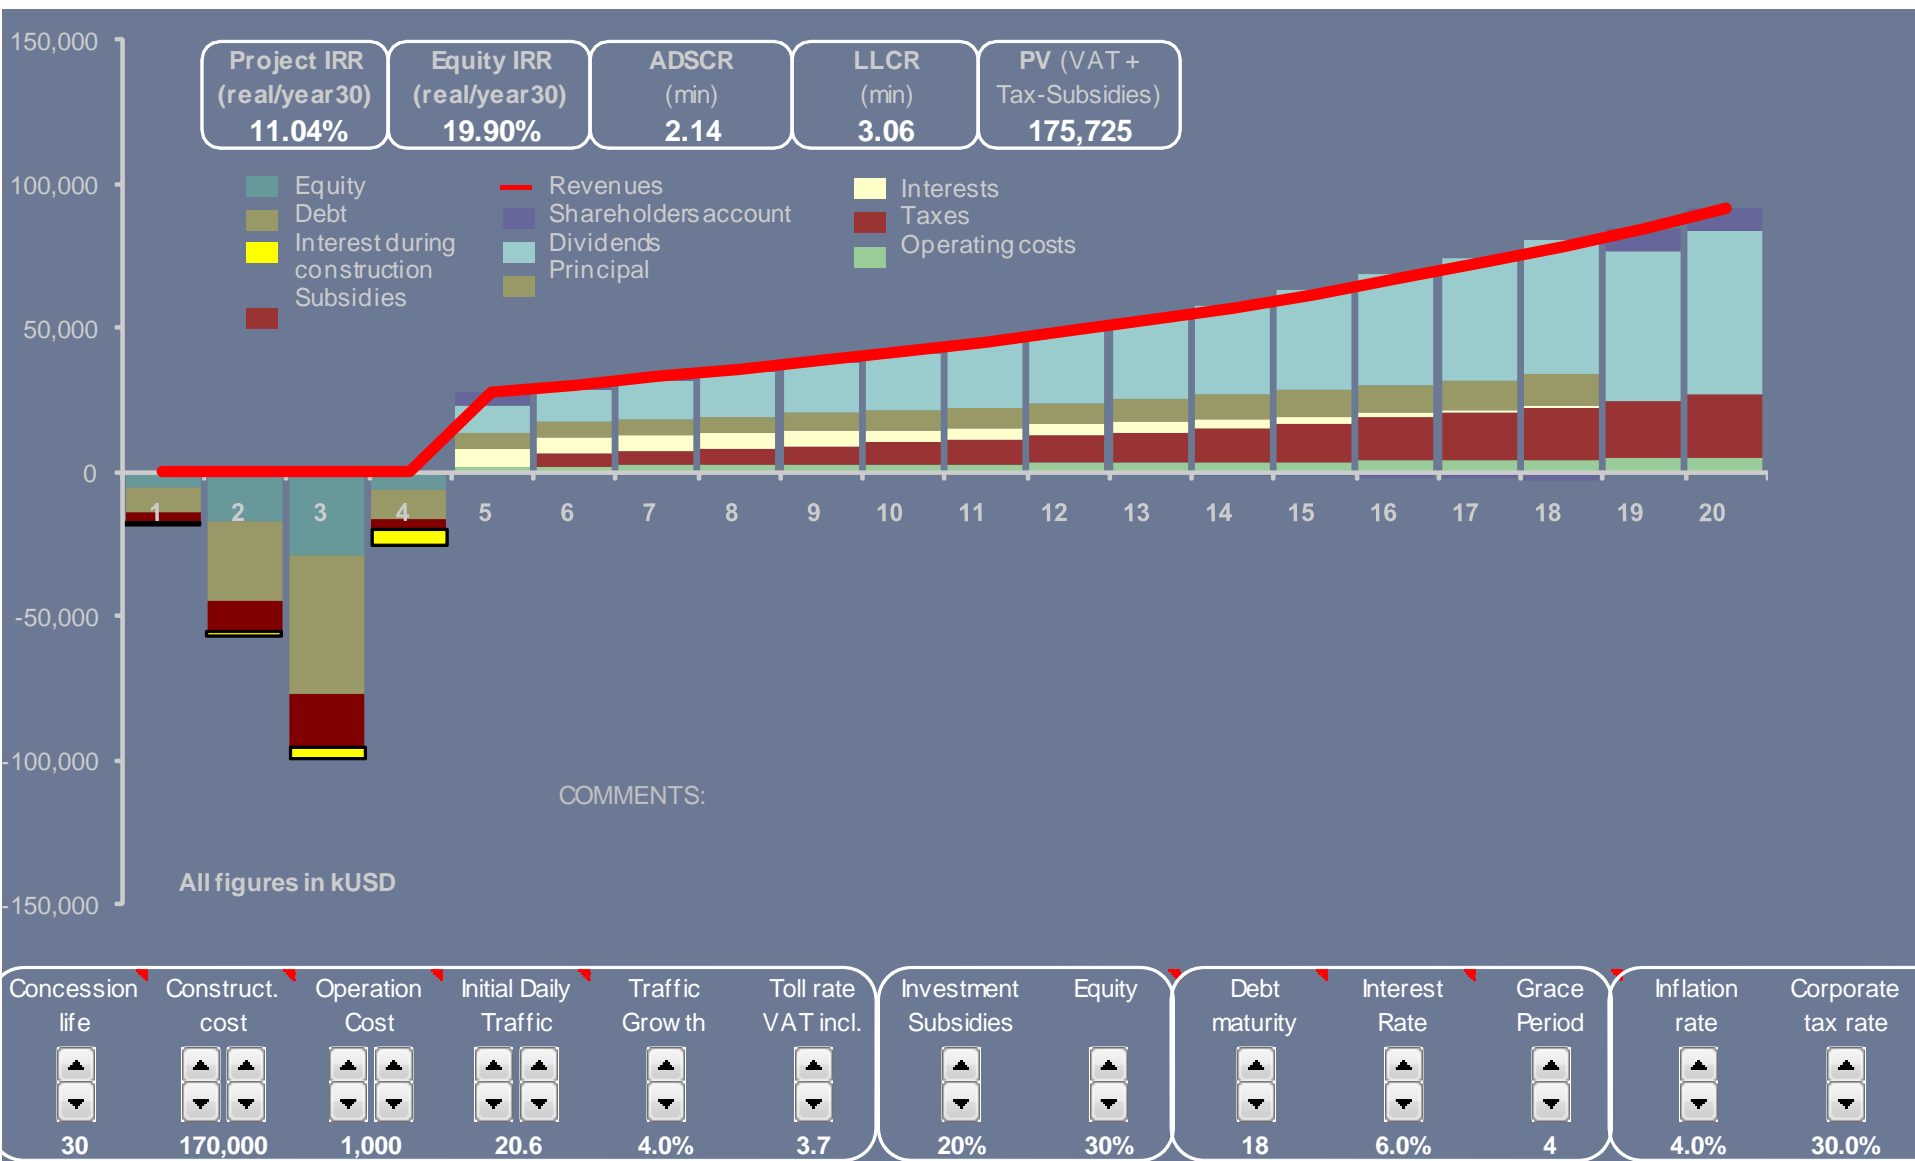 150,000
100,000
50,000
0
-50,000
-100,000
-150,000
Project IRR
(real/year30)
11.04%
Equity IRR
(real/year30)
19.90%
ADSCR
(min)
2.14
LLCR
(min)
3.06
PV (VAT +
Tax-Subsidies)
175,725
Equity
Debt
Interest during
construction
Subsidies
Revenues
Shareholders account
Dividends
Principal
Interests
Taxes
Operating costs
1 2 3 4 5 6 7 8 9 10 11 12 13 14 15 16 17 18 19 20
COMMENTS:
All figures in kUSD
Concession
life
30
Construct.
cost
170,000
Operation
Cost
1,000
Initial Daily
Traffic
20.6
Traffic
Growth
4.0%
Toll rate
VAT incl.
3.7
Investment
Subsidies
20%
Equity
30%
Debt
maturity
18
Interest
Rate
6.0%
Grace
Period
4
Inflation
rate
4.0%
Corporate
tax rate
30.0%